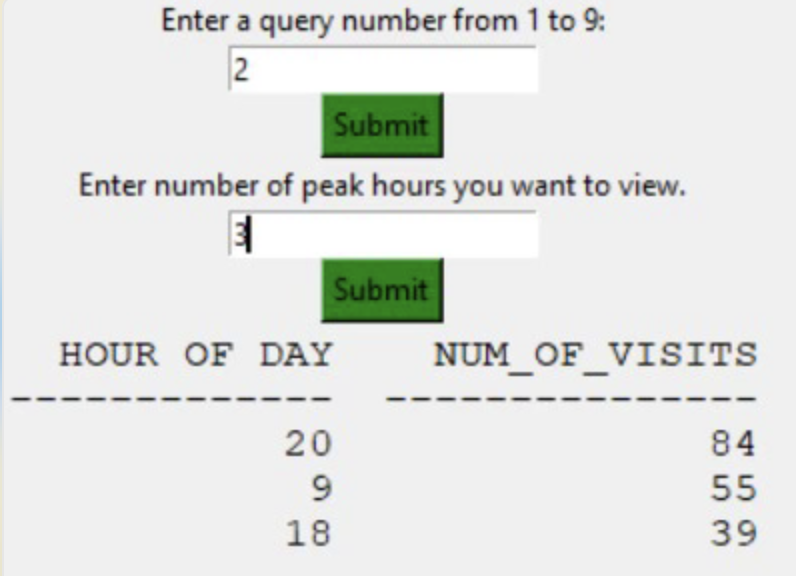 Enter a query number from 1 to 9:
2
Submit
Enter number of peak hours you want to view.
3
Submit
HOUR OF DAY NUM_OF_VISITS
------------- ---------------
20 84
9 55
18 39